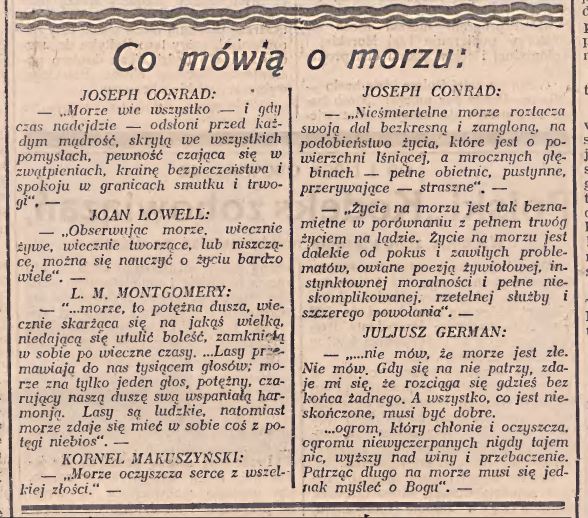 Co mówią o morzu:
JOSEPH CONRAD:
— „Morze wie wszystko — i gdy
czas nadejdzie — odsłoni przed każ-
dym mądrość, skrytą we wszystkich
pomysłach, pewność czającą się w
zwątpieniach, krainę bezpieczeństwa i
spokoju w granicach smutku i trwo-
gi“. —
JOAN LOWELL:
— „Obserwując morze, wiecznie
żywe, wiecznie tworzące, lub niszczą-
ce, można się nauczyć o życiu bardzo
wiele“. —
L. M. MONTGOMERY:
— “...morze, to potężna dusza, wie-
cznie skarżąca się na jakąś wielką,
niedającą się utulić boleść, zamkniętą
w sobie po wieczne czasy. ...Lasy prze-
mawiają do nas tysiącem głosów; mo-
rze zna tylko jeden głos, potężny, cza-
rujący naszą duszę swą wspaniałą har-
monją. Lasy są ludzkie, natomiast
morze zdaje się mieć w sobie coś z po-
tęgi niebios“. —
KORNEL MAKUSZYŃSKI:
— „Morze oczyszcza serce z wszel-
kiej złości.“ —
JOSEPH CONRAD:
— „Nieśmiertelne morze roztacza
swoją dal bezkresną i zamgloną, na
podobieństwo życia, które jest o po-
wierzchni lśniącej, a mrocznych głę-
binach — pełne obietnic, pustynne,
przerywające — straszne“. —
— „Życie na morzu jest tak bezna-
miętne w porównaniu z pełnem trwóg
życiem na lądzie. Życie na morzu jest
dalekie od pokus i zawiłych proble-
matów, owiane poezją żywiołowej, in-
stynktownej moralności i pełne nie-
skomplikowanej, rzetelnej służby i
szczerego powołania“. —
JULJUSZ GERMAN:
— „...nie mów, że morze jest złe.
Nie mów. Gdy się na nie patrzy, zda-
je mi się, że rozciąga się gdzieś bez
końca żadnego. A wszystko, co jest nie-
skończone, musi być dobre.
...ogrom, który chłonie i oczyszcza,
ogromu niewyczerpanych nigdy tajem
nic, wyższy nad winy i przebaczenie.
Patrząc długo na morze musi się jed-
nak myśleć o Bogu“. —